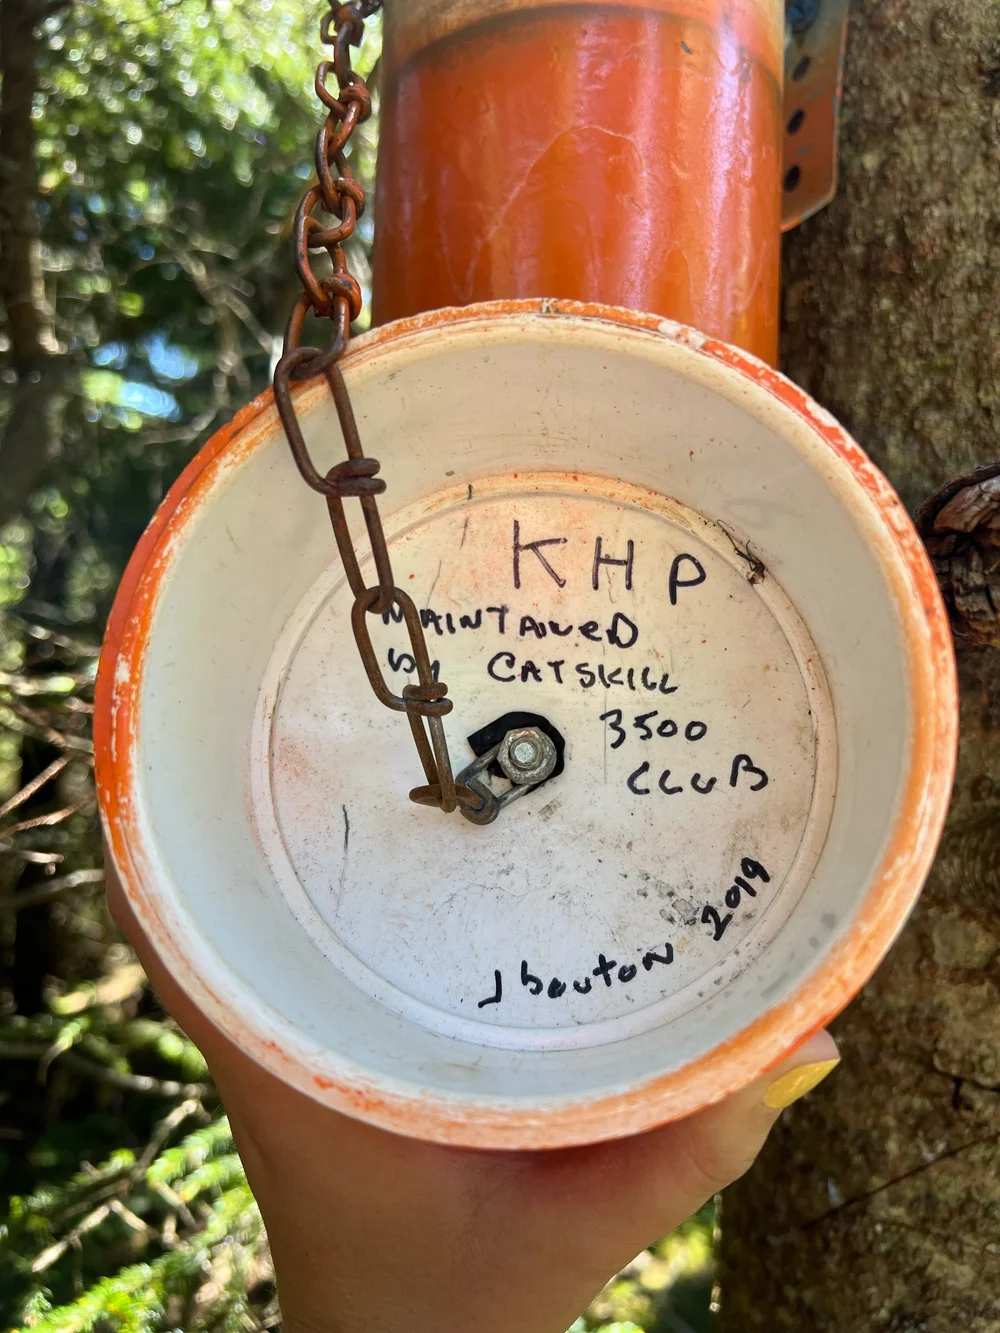 KHP
MAINTAINED
by CATSKILL
3500
CLUB
J bouton 2019